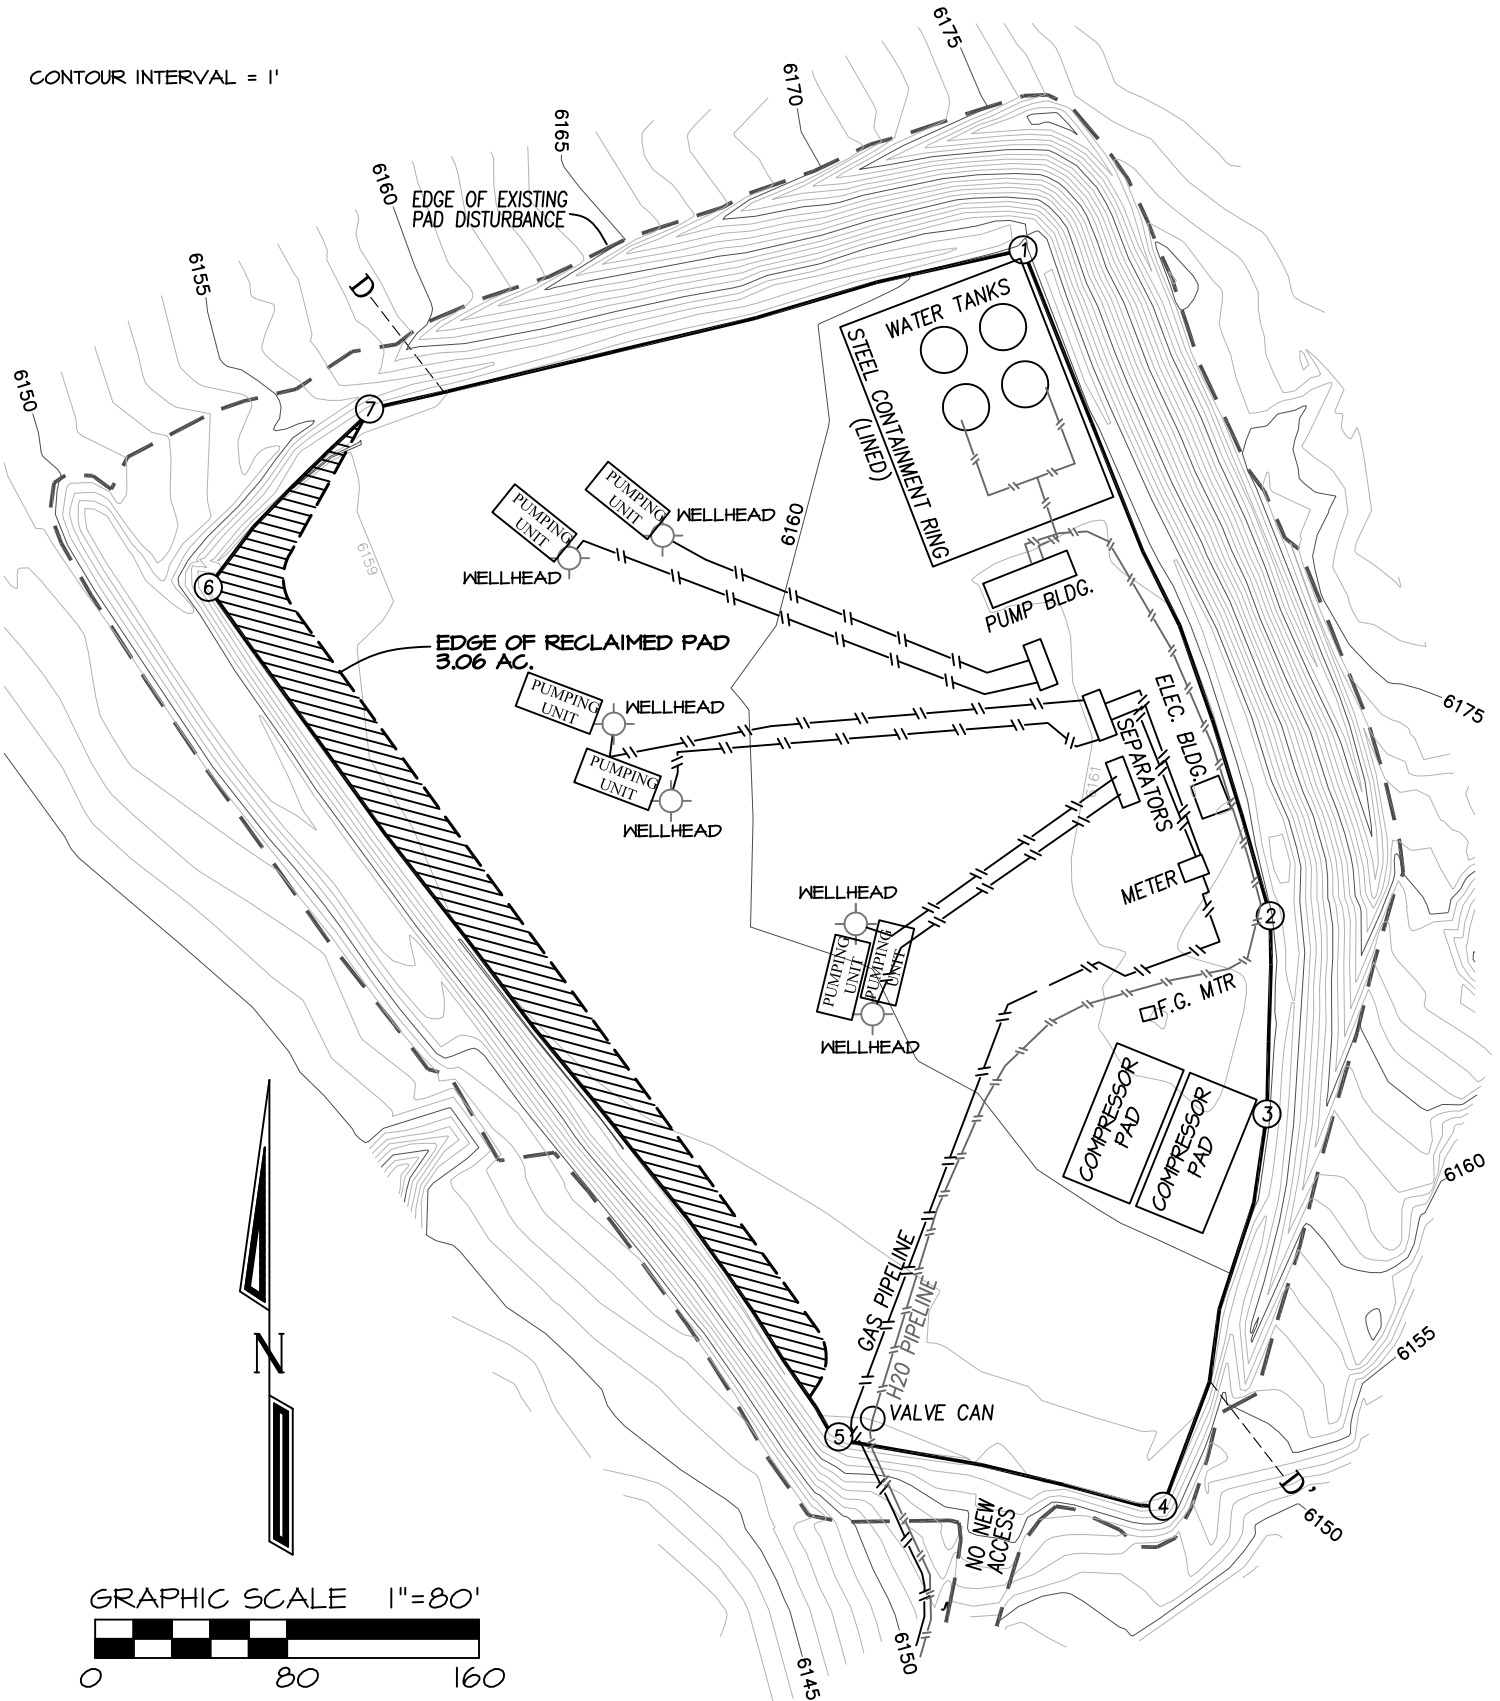 6175
CONTOUR INTERVAL = 1'
6170
6165
6160
EDGE OF EXISTING
PAD DISTURBANCE
6155
D
1
WATER TANKS
STEEL CONTAINMENT RING
(LINED)
6150
7
PUMPING
UNIT
PUMPING
UNIT
WELLHEAD
WELLHEAD
6160
6159
6
PUMP BLDG.
EDGE OF RECLAIMED PAD
3.06 AC.
PUMPING
UNIT
WELLHEAD
PUMPING
UNIT
WELLHEAD
ELEC. BLDG.
SEPARATORS
6161
6175
METER
WELLHEAD
PUMPING
UNIT
PUMPING
UNIT
WELLHEAD
2
F.G. MTR
COMPRESSOR
PAD
COMPRESSOR
PAD
3
6160
GAS PIPELINE
H20 PIPELINE
6155
N
VALVE CAN
5
4
D'
6150
NO NEW
ACCESS
GRAPHIC SCALE 1"=80'
0 80 160
6150
6145